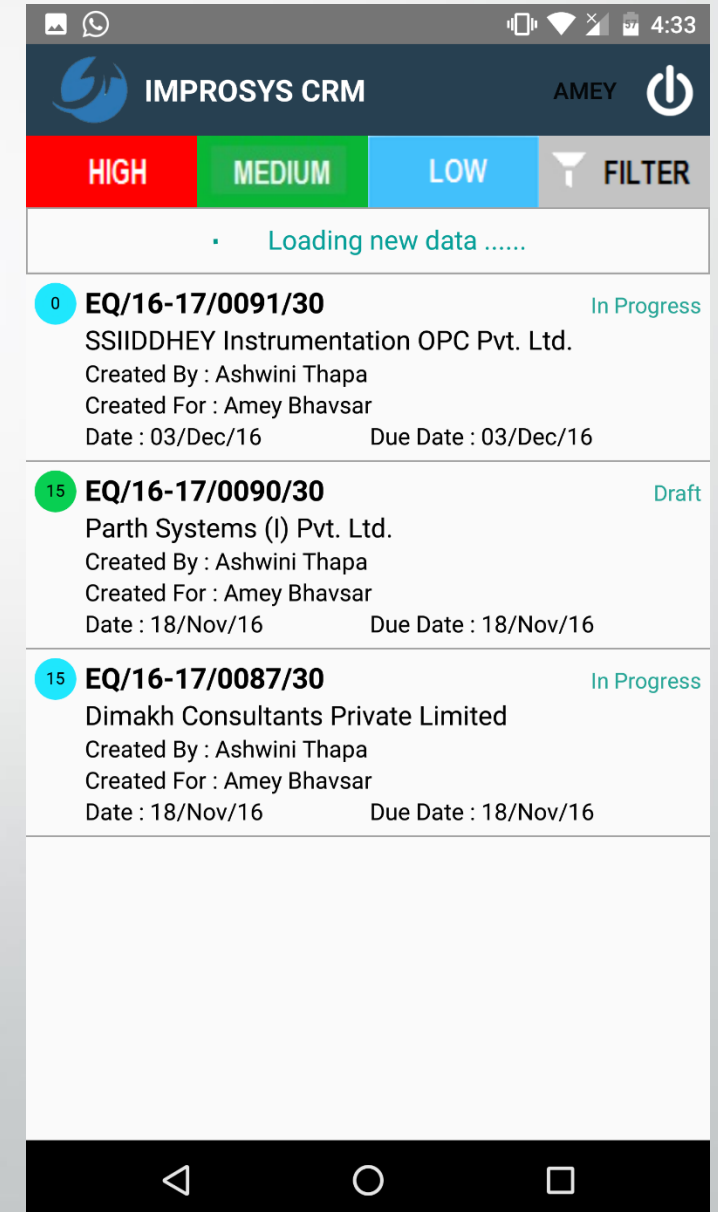 57 4:33
IMPROSYS CRM AMEY
HIGH MEDIUM LOW FILTER
Loading new data ......
0 EQ/16-17/0091/30 In Progress
SSIIDDHEY Instrumentation OPC Pvt. Ltd.
Created By : Ashwini Thapa
Created For : Amey Bhavsar
Date : 03/Dec/16 Due Date : 03/Dec/16
15 EQ/16-17/0090/30 Draft
Parth Systems (I) Pvt. Ltd.
Created By : Ashwini Thapa
Created For : Amey Bhavsar
Date : 18/Nov/16 Due Date : 18/Nov/16
15 EQ/16-17/0087/30 In Progress
Dimakh Consultants Private Limited
Created By : Ashwini Thapa
Created For : Amey Bhavsar
Date : 18/Nov/16 Due Date : 18/Nov/16